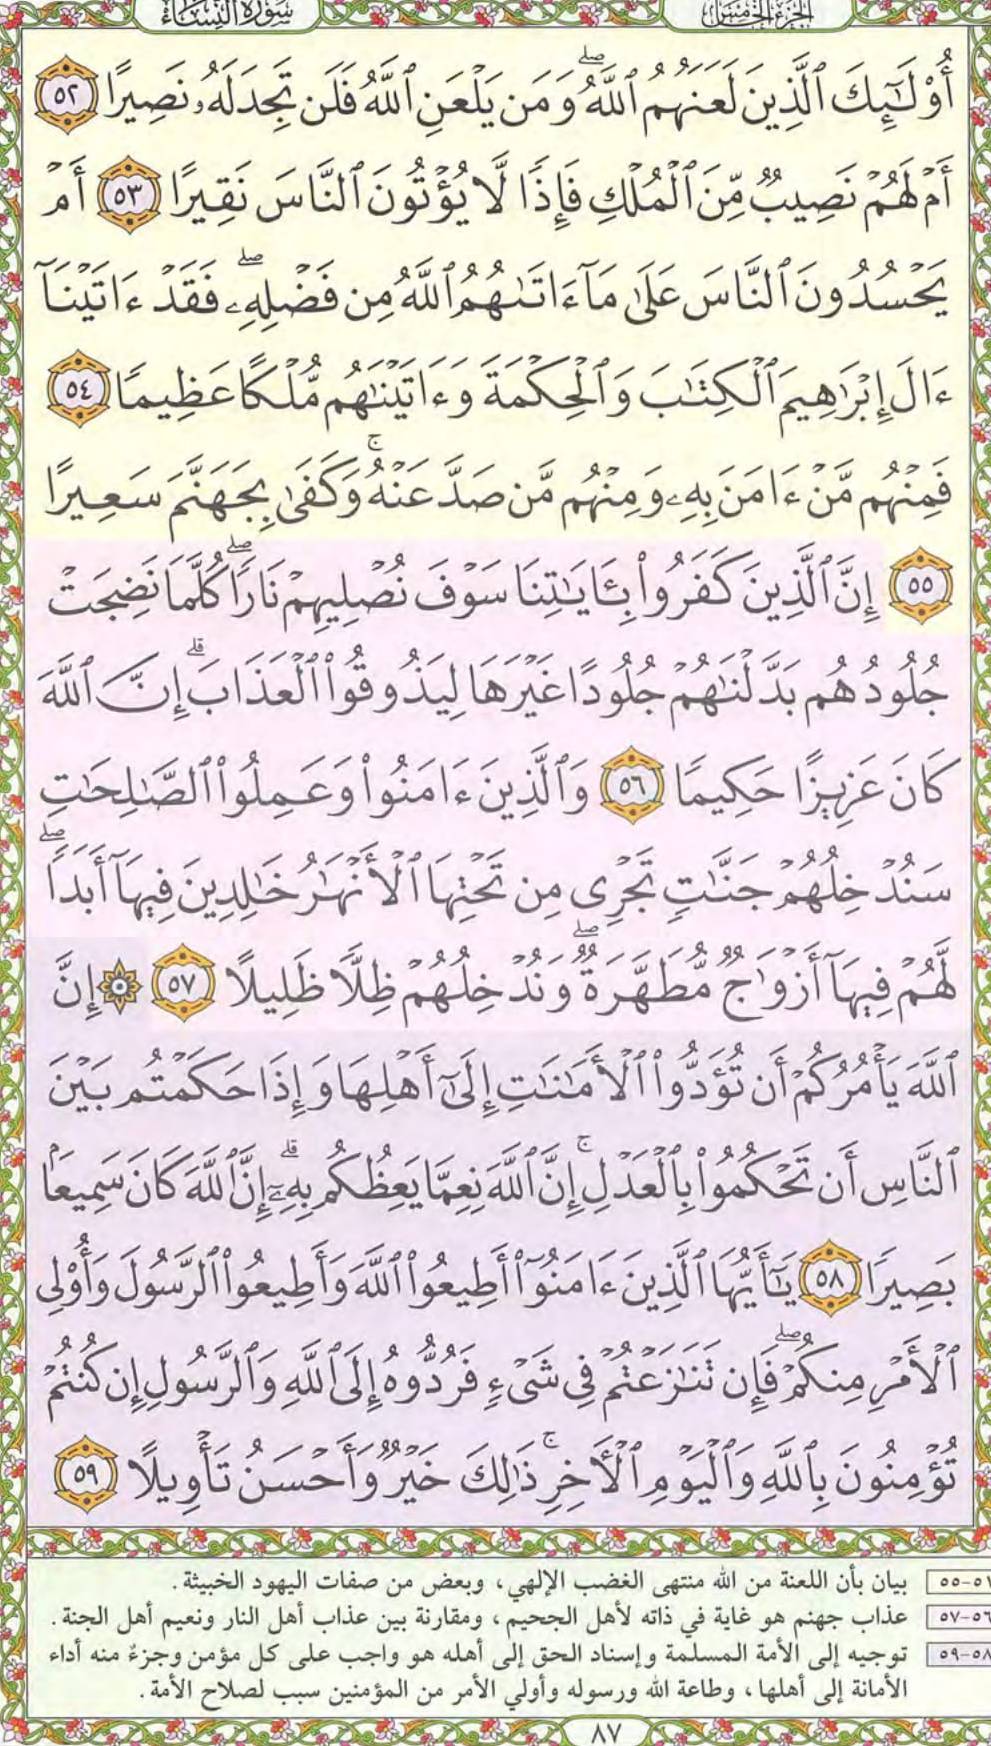 سُورَةُ النِّسَاءِ الجُزْءُ الخَامِسُ
أُو۟لَٰٓئِكَ ٱلَّذِينَ لَعَنَهُمُ ٱللَّهُ ۖ وَمَن يَلْعَنِ ٱللَّهُ فَلَن تَجِدَ لَهُۥ نَصِيرًا ٥٢
أَمْ لَهُمْ نَصِيبٌ مِّنَ ٱلْمُلْكِ فَإِذًا لَّا يُؤْتُونَ ٱلنَّاسَ نَقِيرًا ٥٣ أَمْ
يَحْسُدُونَ ٱلنَّاسَ عَلَىٰ مَآ ءَاتَىٰهُمُ ٱللَّهُ مِن فَضْلِهِۦ ۖ فَقَدْ ءَاتَيْنَآ
ءَالَ إِبْرَٰهِيمَ ٱلْكِتَٰبَ وَٱلْحِكْمَةَ وَءَاتَيْنَٰهُم مُّلْكًا عَظِيمًا ٥٤
فَمِنْهُم مَّنْ ءَامَنَ بِهِۦ وَمِنْهُم مَّن صَدَّ عَنْهُ ۚ وَكَفَىٰ بِجَهَنَّمَ سَعِيرًا
٥٥ إِنَّ ٱلَّذِينَ كَفَرُوا۟ بِـَٔايَٰتِنَا سَوْفَ نُصْلِيهِمْ نَارًا ۖ كُلَّمَا نَضِجَتْ
جُلُودُهُم بَدَّلْنَٰهُمْ جُلُودًا غَيْرَهَا لِيَذُوقُوا۟ ٱلْعَذَابَ ۗ إِنَّ ٱللَّهَ
كَانَ عَزِيزًا حَكِيمًا ٥٦ وَٱلَّذِينَ ءَامَنُوا۟ وَعَمِلُوا۟ ٱلصَّٰلِحَٰتِ
سَنُدْخِلُهُمْ جَنَّٰتٍ تَجْرِى مِن تَحْتِهَا ٱلْأَنْهَٰرُ خَٰلِدِينَ فِيهَآ أَبَدًا ۖ
لَّهُمْ فِيهَآ أَزْوَٰجٌ مُّطَهَّرَةٌ ۖ وَنُدْخِلُهُمْ ظِلًّا ظَلِيلًا ٥٧ ۞ إِنَّ
ٱللَّهَ يَأْمُرُكُمْ أَن تُؤَدُّوا۟ ٱلْأَمَٰنَٰتِ إِلَىٰٓ أَهْلِهَا وَإِذَا حَكَمْتُم بَيْنَ
ٱلنَّاسِ أَن تَحْكُمُوا۟ بِٱلْعَدْلِ ۚ إِنَّ ٱللَّهَ نِعِمَّا يَعِظُكُم بِهِۦٓ ۗ إِنَّ ٱللَّهَ كَانَ سَمِيعًۢا
بَصِيرًا ٥٨ يَٰٓأَيُّهَا ٱلَّذِينَ ءَامَنُوٓا۟ أَطِيعُوا۟ ٱللَّهَ وَأَطِيعُوا۟ ٱلرَّسُولَ وَأُو۟لِى
ٱلْأَمْرِ مِنكُمْ ۖ فَإِن تَنَٰزَعْتُمْ فِى شَىْءٍ فَرُدُّوهُ إِلَى ٱللَّهِ وَٱلرَّسُولِ إِن كُنتُمْ
تُؤْمِنُونَ بِٱللَّهِ وَٱلْيَوْمِ ٱلْـَٔاخِرِ ۚ ذَٰلِكَ خَيْرٌ وَأَحْسَنُ تَأْوِيلًا ٥٩
٥١-٥٥ بيان بأن اللعنة من الله منتهى الغضب الإلهي ، وبعض من صفات اليهود الخبيثة .
٥٦-٥٧ عذاب جهنم هو غاية في ذاته لأهل الجحيم ، ومقارنة بين عذاب أهل النار ونعيم أهل الجنة .
٥٨-٥٩ توجيه إلى الأمة المسلمة وإسناد الحق إلى أهله هو واجب على كل مؤمن وجزءٌ منه أداء
الأمانة إلى أهلها ، وطاعة الله ورسوله وأولي الأمر من المؤمنين سبب لصلاح الأمة .
٨٧